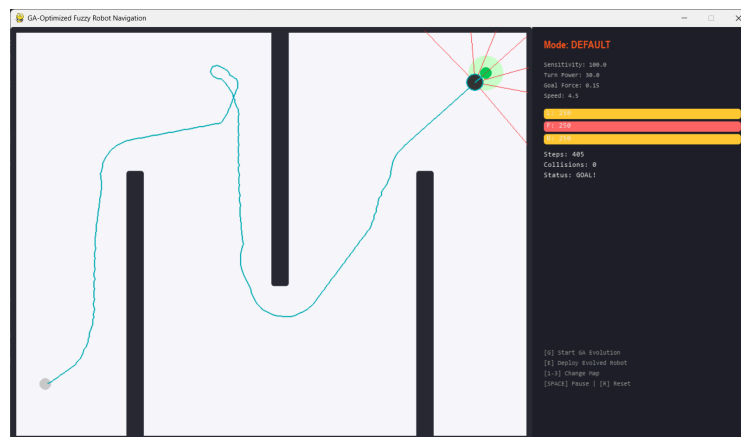 GA-Optimized Fuzzy Robot Navigation
Mode: DEFAULT
Sensitivity: 100.0
Turn Power: 30.0
Goal Force: 0.15
Speed: 4.5
L: 250
F: 250
R: 250
Steps: 405
Collisions: 0
Status: GOAL!
[G] Start GA Evolution
[E] Deploy Evolved Robot
[1-3] Change Map
[SPACE] Pause | [R] Reset